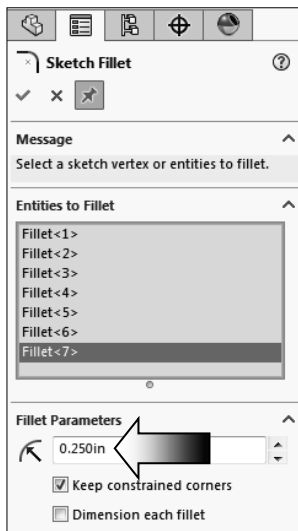 Sketch Fillet
Message
Select a sketch vertex or entities to fillet.
Entities to Fillet
Fillet<1>
Fillet<2>
Fillet<3>
Fillet<4>
Fillet<5>
Fillet<6>
Fillet<7>
Fillet Parameters
0.250in
Keep constrained corners
Dimension each fillet